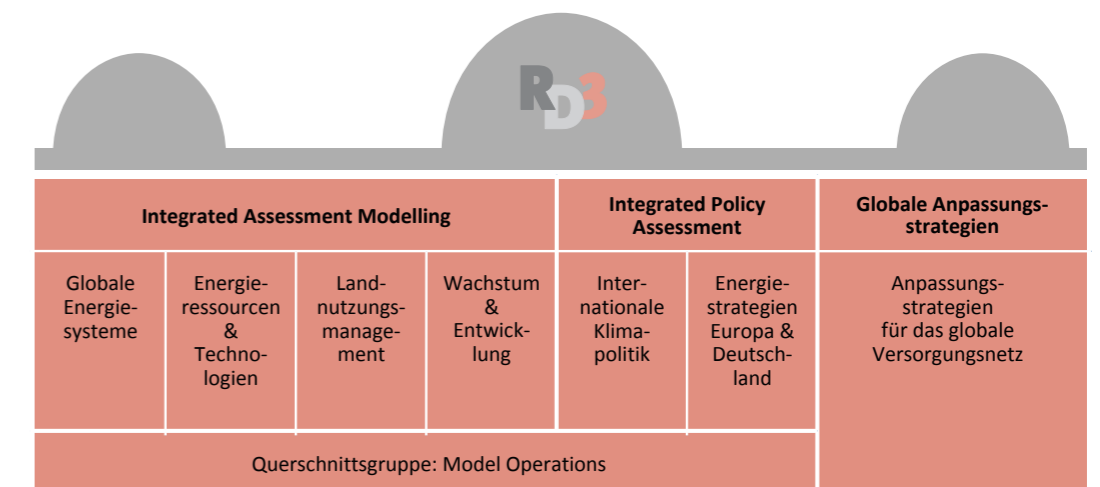 RD3
Integrated Assessment Modelling
Integrated Policy
Assessment
Globale Anpassungs-
strategien
Globale
Energie-
systeme
Energie-
ressourcen
&
Techno-
logien
Land-
nutzungs-
manage-
ment
Wachstum
&
Entwick-
lung
Inter-
nationale
Klima-
politik
Energie-
strategien
Europa &
Deutsch-
land
Anpassungs-
strategien
für das globale
Versorgungsnetz
Querschnittsgruppe: Model Operations